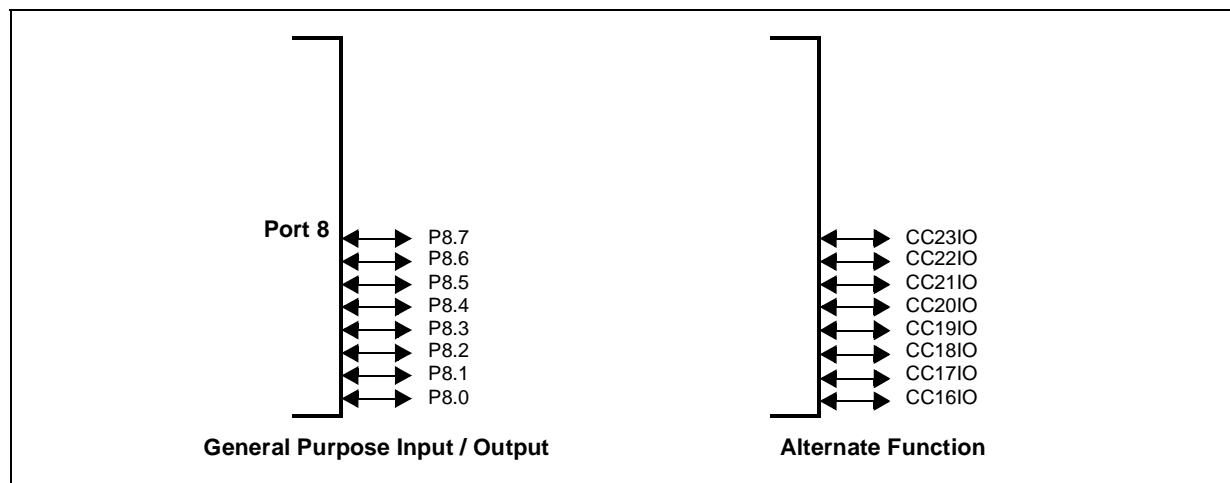 Port 8
P8.7
P8.6
P8.5
P8.4
P8.3
P8.2
P8.1
P8.0
General Purpose Input / Output
CC23IO
CC22IO
CC21IO
CC20IO
CC19IO
CC18IO
CC17IO
CC16IO
Alternate Function